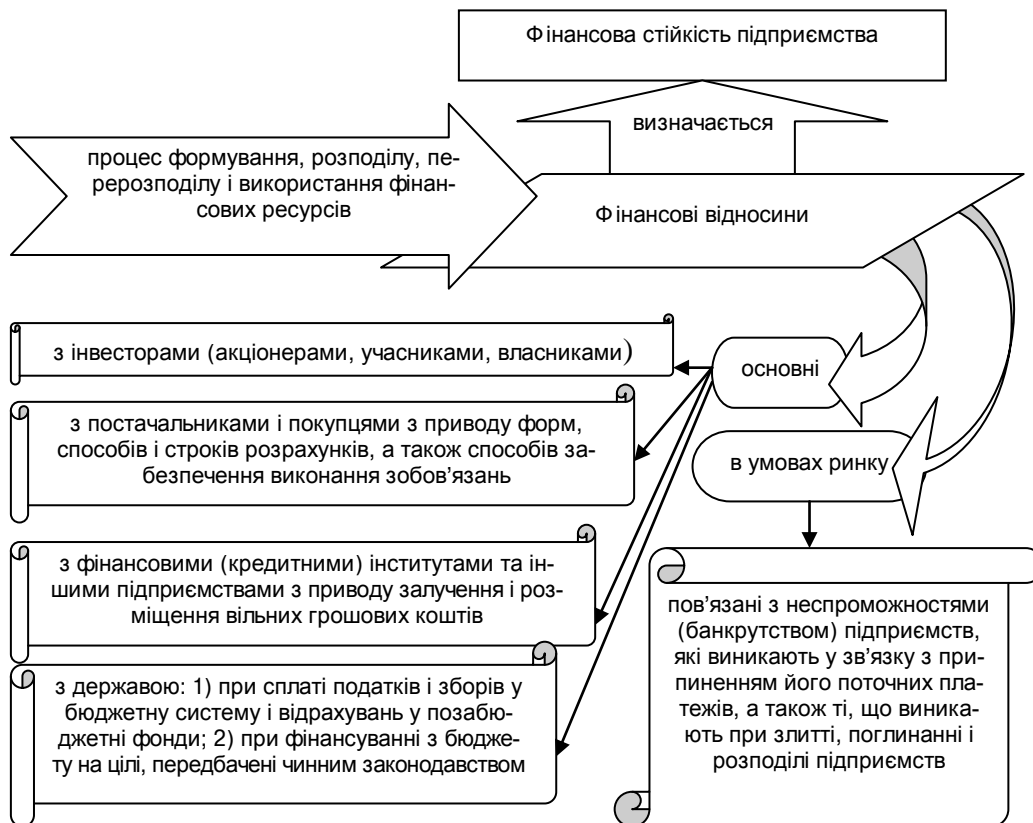 Фінансова стійкість підприємства
визначається
процес формування, розподілу, пе-
рерозподілу і використання фінан-
сових ресурсів
Фінансові відносини
з інвесторами (акціонерами, учасниками, власниками)
основні
з постачальниками і покупцями з приводу форм,
способів і строків розрахунків, а також способів за-
безпечення виконання зобов’язань
в умовах ринку
з фінансовими (кредитними) інститутами та ін-
шими підприємствами з приводу залучення і роз-
міщення вільних грошових коштів
з державою: 1) при сплаті податків і зборів у
бюджетну систему і відрахувань у позабю-
джетні фонди; 2) при фінансуванні з бюдже-
ту на цілі, передбачені чинним законодавством
пов’язані з неспроможностями
(банкрутством) підприємств,
які виникають у зв’язку з при-
пиненням його поточних пла-
тежів, а також ті, що виника-
ють при злитті, поглинанні і
розподілі підприємств